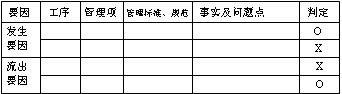 要因 工序 管理项 管理标准、规范 事实及问题点 判定
发生 O
要因 X
流出 X
要因 O